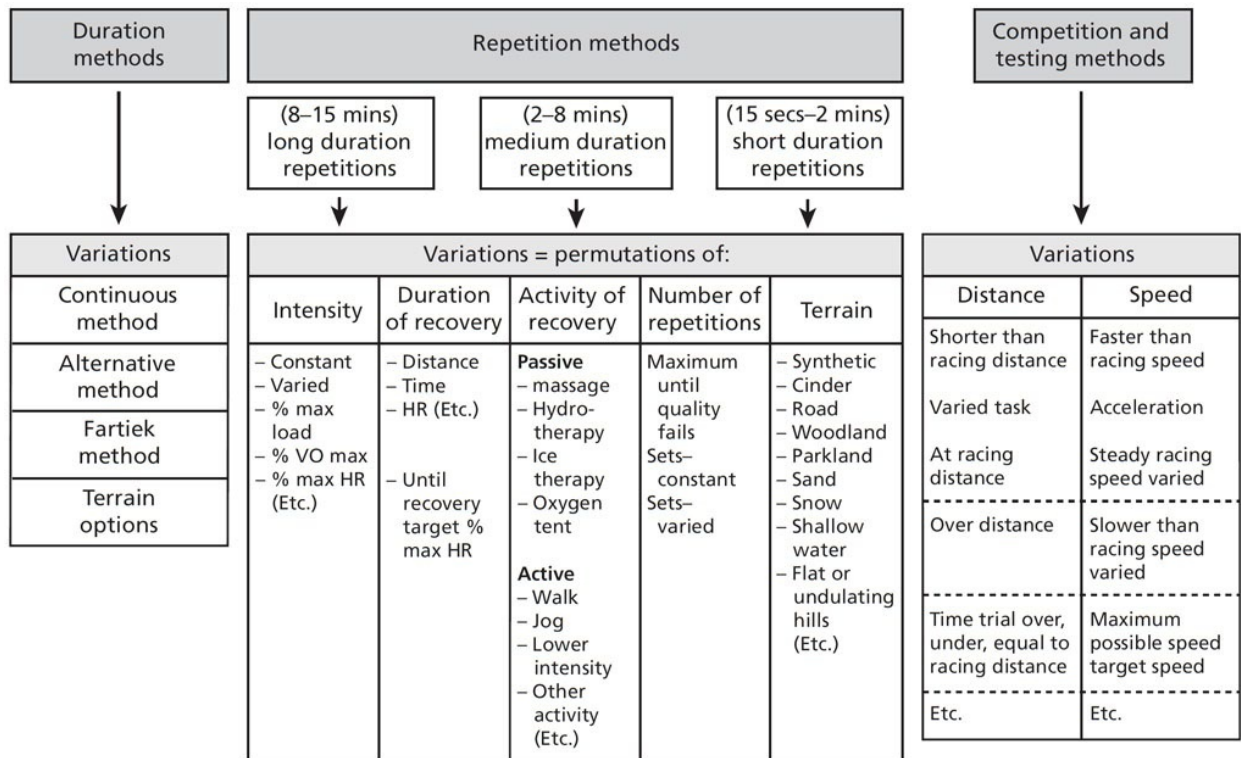 Duration
methods
Repetition methods
Competition and
testing methods
(8–15 mins)
long duration
repetitions
(2–8 mins)
medium duration
repetitions
(15 secs–2 mins)
short duration
repetitions
Variations
Continuous
method
Alternative
method
Fartiek
method
Terrain
options
Variations = permutations of:
Intensity
– Constant
– Varied
– % max
load
– % VO max
– % max HR
(Etc.)
Duration
of recovery
– Distance
– Time
– HR (Etc.)
– Until
recovery
target %
max HR
Activity of
recovery
Passive
– massage
– Hydro-
therapy
– Ice
therapy
– Oxygen
tent
Active
– Walk
– Jog
– Lower
intensity
– Other
activity
(Etc.)
Number of
repetitions
Maximum
until
quality
fails
Sets–
constant
Sets–
varied
Terrain
– Synthetic
– Cinder
– Road
– Woodland
– Parkland
– Sand
– Snow
– Shallow
water
– Flat or
undulating
hills
(Etc.)
Variations
Distance
Speed
Shorter than
racing distance
Faster than
racing speed
Varied task
Acceleration
At racing
distance
Steady racing
speed varied
Over distance
Slower than
racing speed
varied
Time trial over,
under, equal to
racing distance
Maximum
possible speed
target speed
Etc.
Etc.